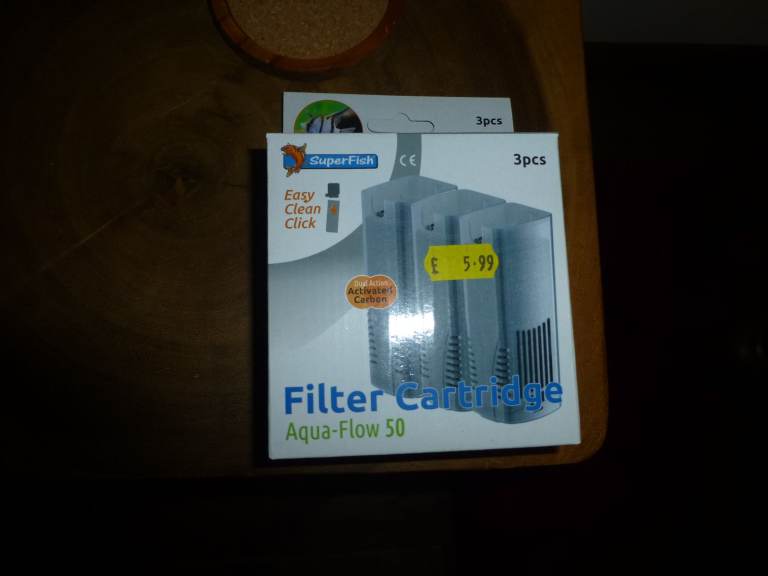 3pcs
SuperFish
CE
3pcs
Easy
Clean
Click
£ 5.99
Dual Action
Activated
Carbon
Filter Cartridge
Aqua-Flow 50